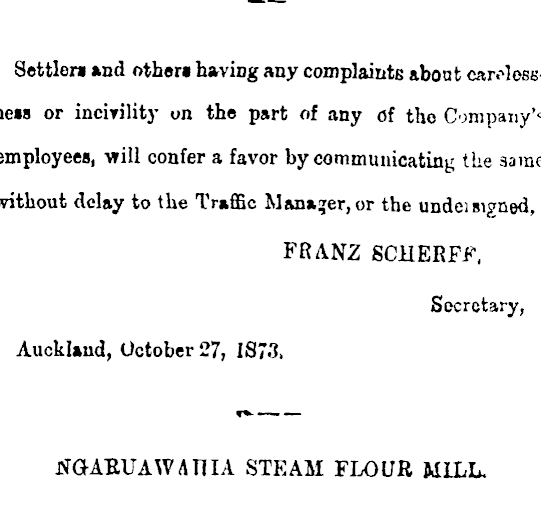 Settlers and others having any complaints about careless-
ness or incivility on the part of any of the Company's
employees, will confer a favor by communicating the same
without delay to the Traffic Manager, or the undersigned,
FRANZ SCHERFF,
Secretary,
Auckland, October 27, 1873.
NGARUAWAHIA STEAM FLOUR MILL.